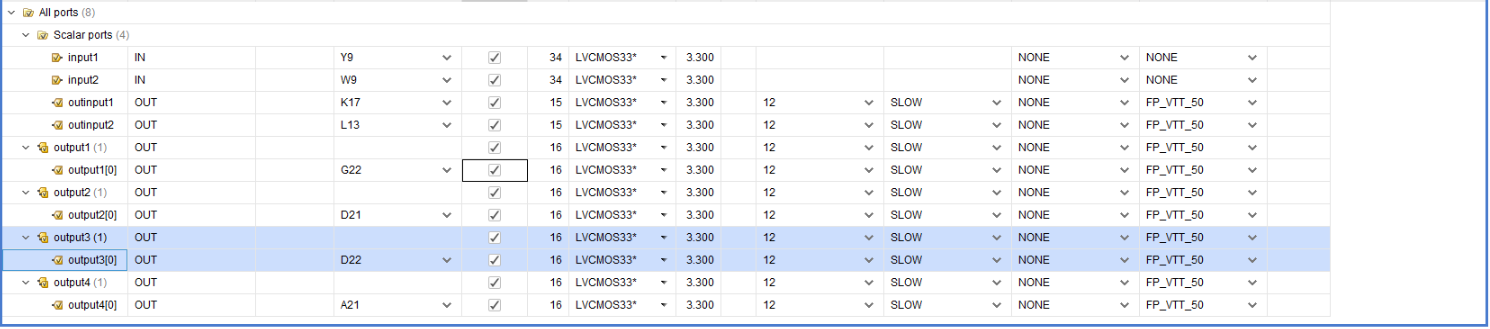 All ports (8)
Scalar ports (4)
input1 IN Y9 34 LVCMOS33* 3.300 NONE NONE
input2 IN W9 34 LVCMOS33* 3.300 NONE NONE
outinput1 OUT K17 15 LVCMOS33* 3.300 12 SLOW NONE FP_VTT_50
outinput2 OUT L13 15 LVCMOS33* 3.300 12 SLOW NONE FP_VTT_50
output1 (1) OUT 16 LVCMOS33* 3.300 12 SLOW NONE FP_VTT_50
output1[0] OUT G22 16 LVCMOS33* 3.300 12 SLOW NONE FP_VTT_50
output2 (1) OUT 16 LVCMOS33* 3.300 12 SLOW NONE FP_VTT_50
output2[0] OUT D21 16 LVCMOS33* 3.300 12 SLOW NONE FP_VTT_50
output3 (1) OUT 16 LVCMOS33* 3.300 12 SLOW NONE FP_VTT_50
output3[0] OUT D22 16 LVCMOS33* 3.300 12 SLOW NONE FP_VTT_50
output4 (1) OUT 16 LVCMOS33* 3.300 12 SLOW NONE FP_VTT_50
output4[0] OUT A21 16 LVCMOS33* 3.300 12 SLOW NONE FP_VTT_50